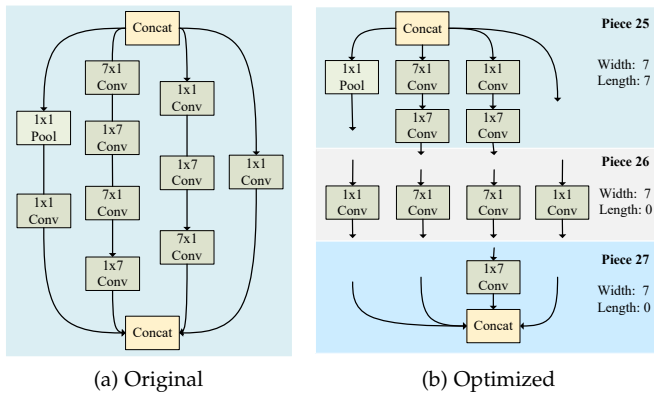 Concat
7x1
Conv
1x1
Conv
1x1
Pool
1x7
Conv
1x7
Conv
1x1
Conv
1x1
Conv
7x1
Conv
7x1
Conv
1x7
Conv
Concat
(a) Original
Concat
Piece 25
1x1
Pool
7x1
Conv
1x1
Conv
Width: 7
Length: 7
1x7
Conv
1x7
Conv
Piece 26
1x1
Conv
7x1
Conv
7x1
Conv
1x1
Conv
Width: 7
Length: 0
Piece 27
1x7
Conv
Width: 7
Length: 0
Concat
(b) Optimized